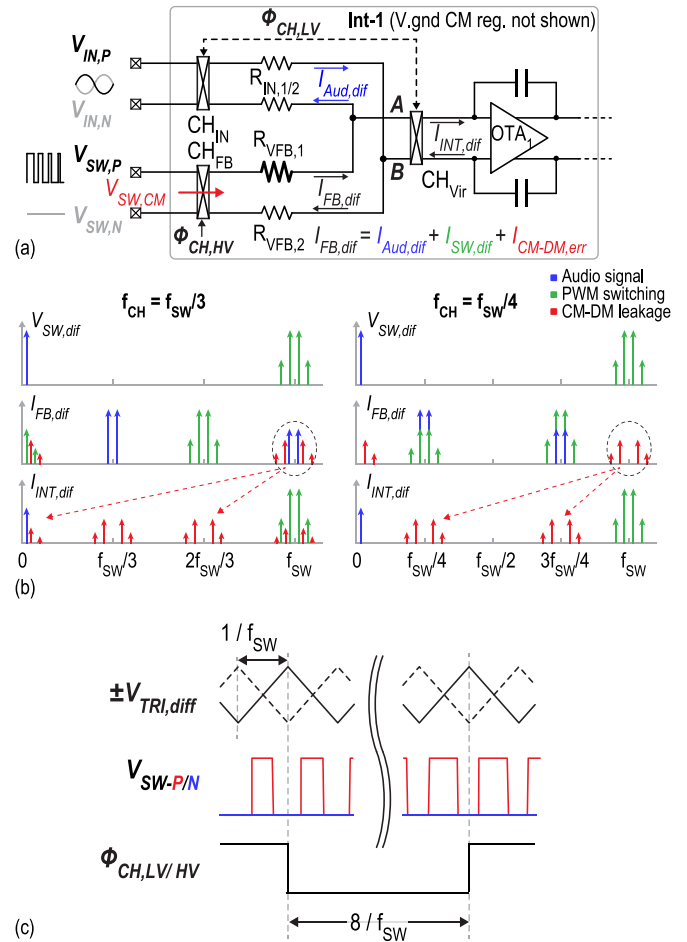 (a)
Φ_CH,LV
Int-1 (V.gnd CM reg. not shown)
V_IN,P
V_IN,N
R_IN,1/2
I_Aud,dif
A
CH_IN
CH_FB
I_INT,dif
OTA_1
V_SW,P
R_VFB,1
B
CH_Vir
V_SW,CM
I_FB,dif
V_SW,N
Φ_CH,HV
R_VFB,2
I_FB,dif = I_Aud,dif + I_SW,dif + I_CM-DM,err
(b)
Audio signal
PWM switching
CM-DM leakage
f_CH = f_SW/3
f_CH = f_SW/4
V_SW,dif
V_SW,dif
I_FB,dif
I_FB,dif
I_INT,dif
I_INT,dif
0 f_SW/3 2f_SW/3 f_SW
0 f_SW/4 f_SW/2 3f_SW/4 f_SW
(c)
1 / f_SW
±V_TRI,diff
V_SW-P/N
Φ_CH,LV/HV
8 / f_SW